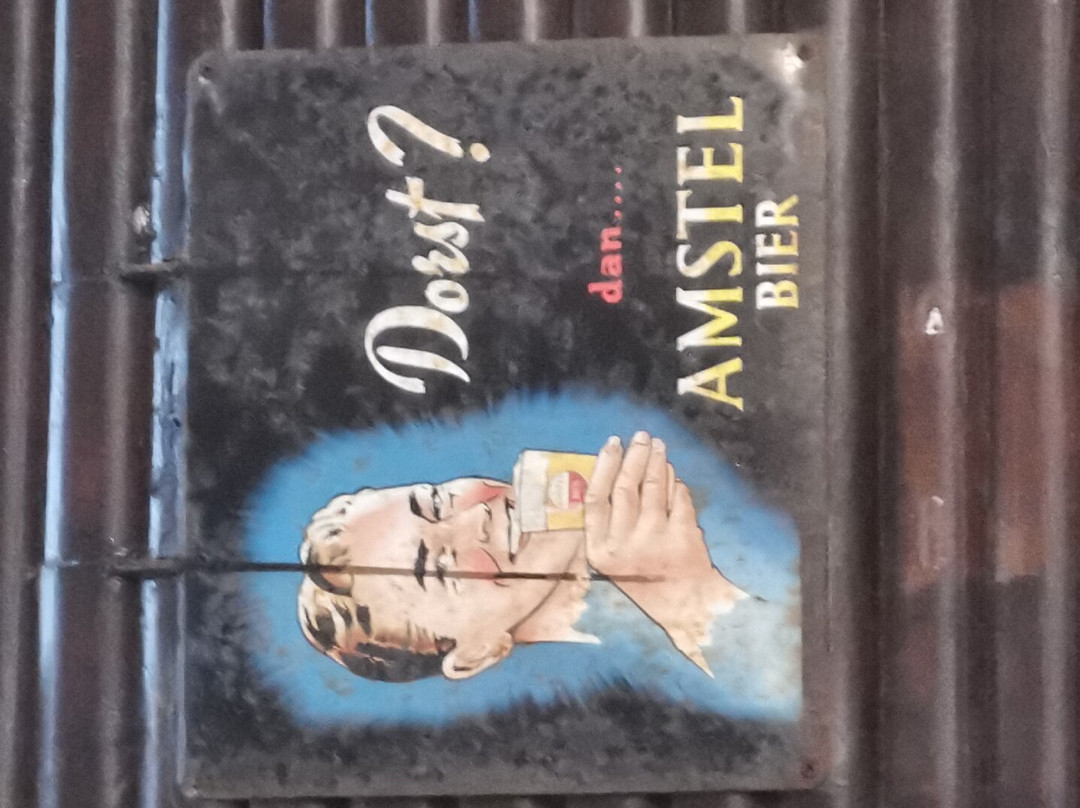 Dorst?
dan.....
AMSTEL
BIER